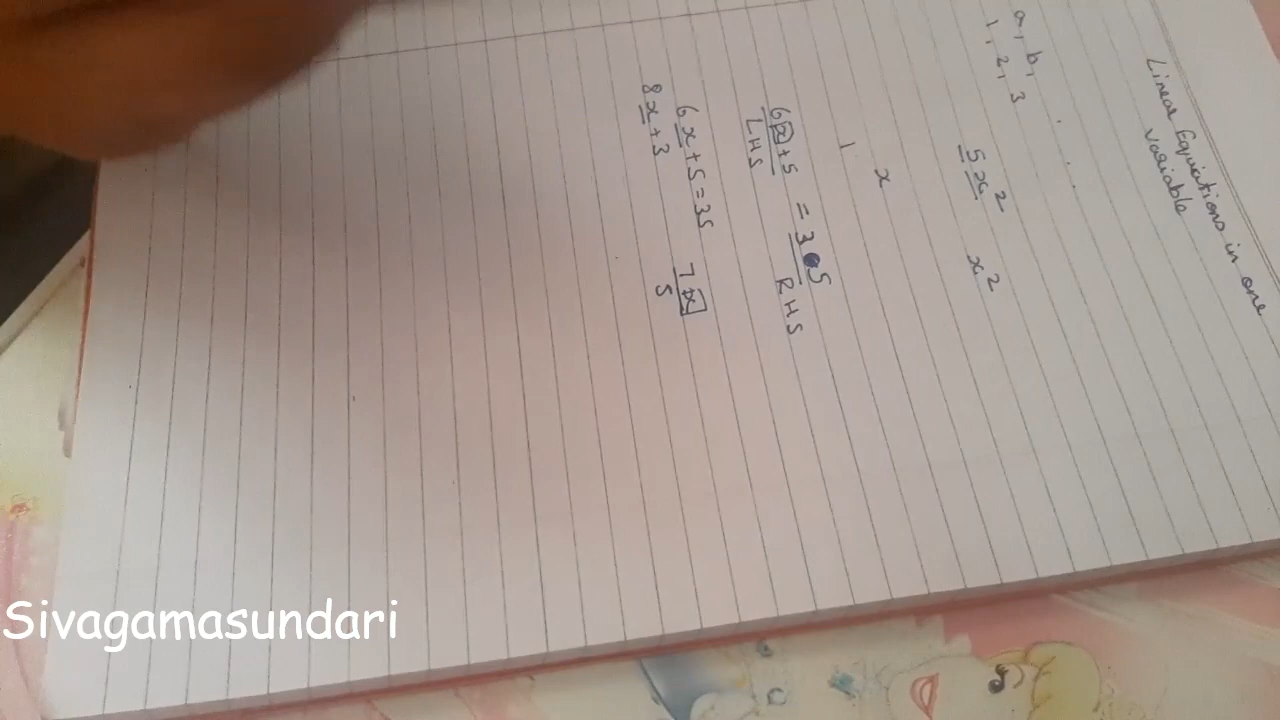 Linear Equations in one
variable
a, b, . .
1, 2, 3
5x² x²
x
1
6x+5 = 35
LHS RHS
6x+5=35 7x
8x+3 5
Sivagamasundari